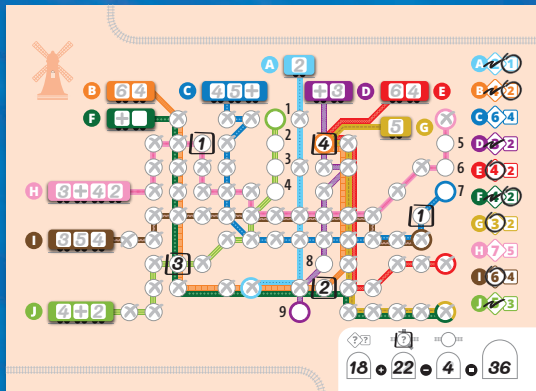 A 2
A 1
B 6 4
C 4 5 +
+ 3 D
6 4 E
B 2
F +
1
5 G
C 6 4
2
1
4
5
D 2
3
6
E 4 2
H 3 + 4 2
4
7
F 2
1
G 3 2
I 3 5 4
3
8
H 7 5
2
I 6 4
J 4 + 2
9
J 3
? ? ?
18 + 22 - 4 = 36